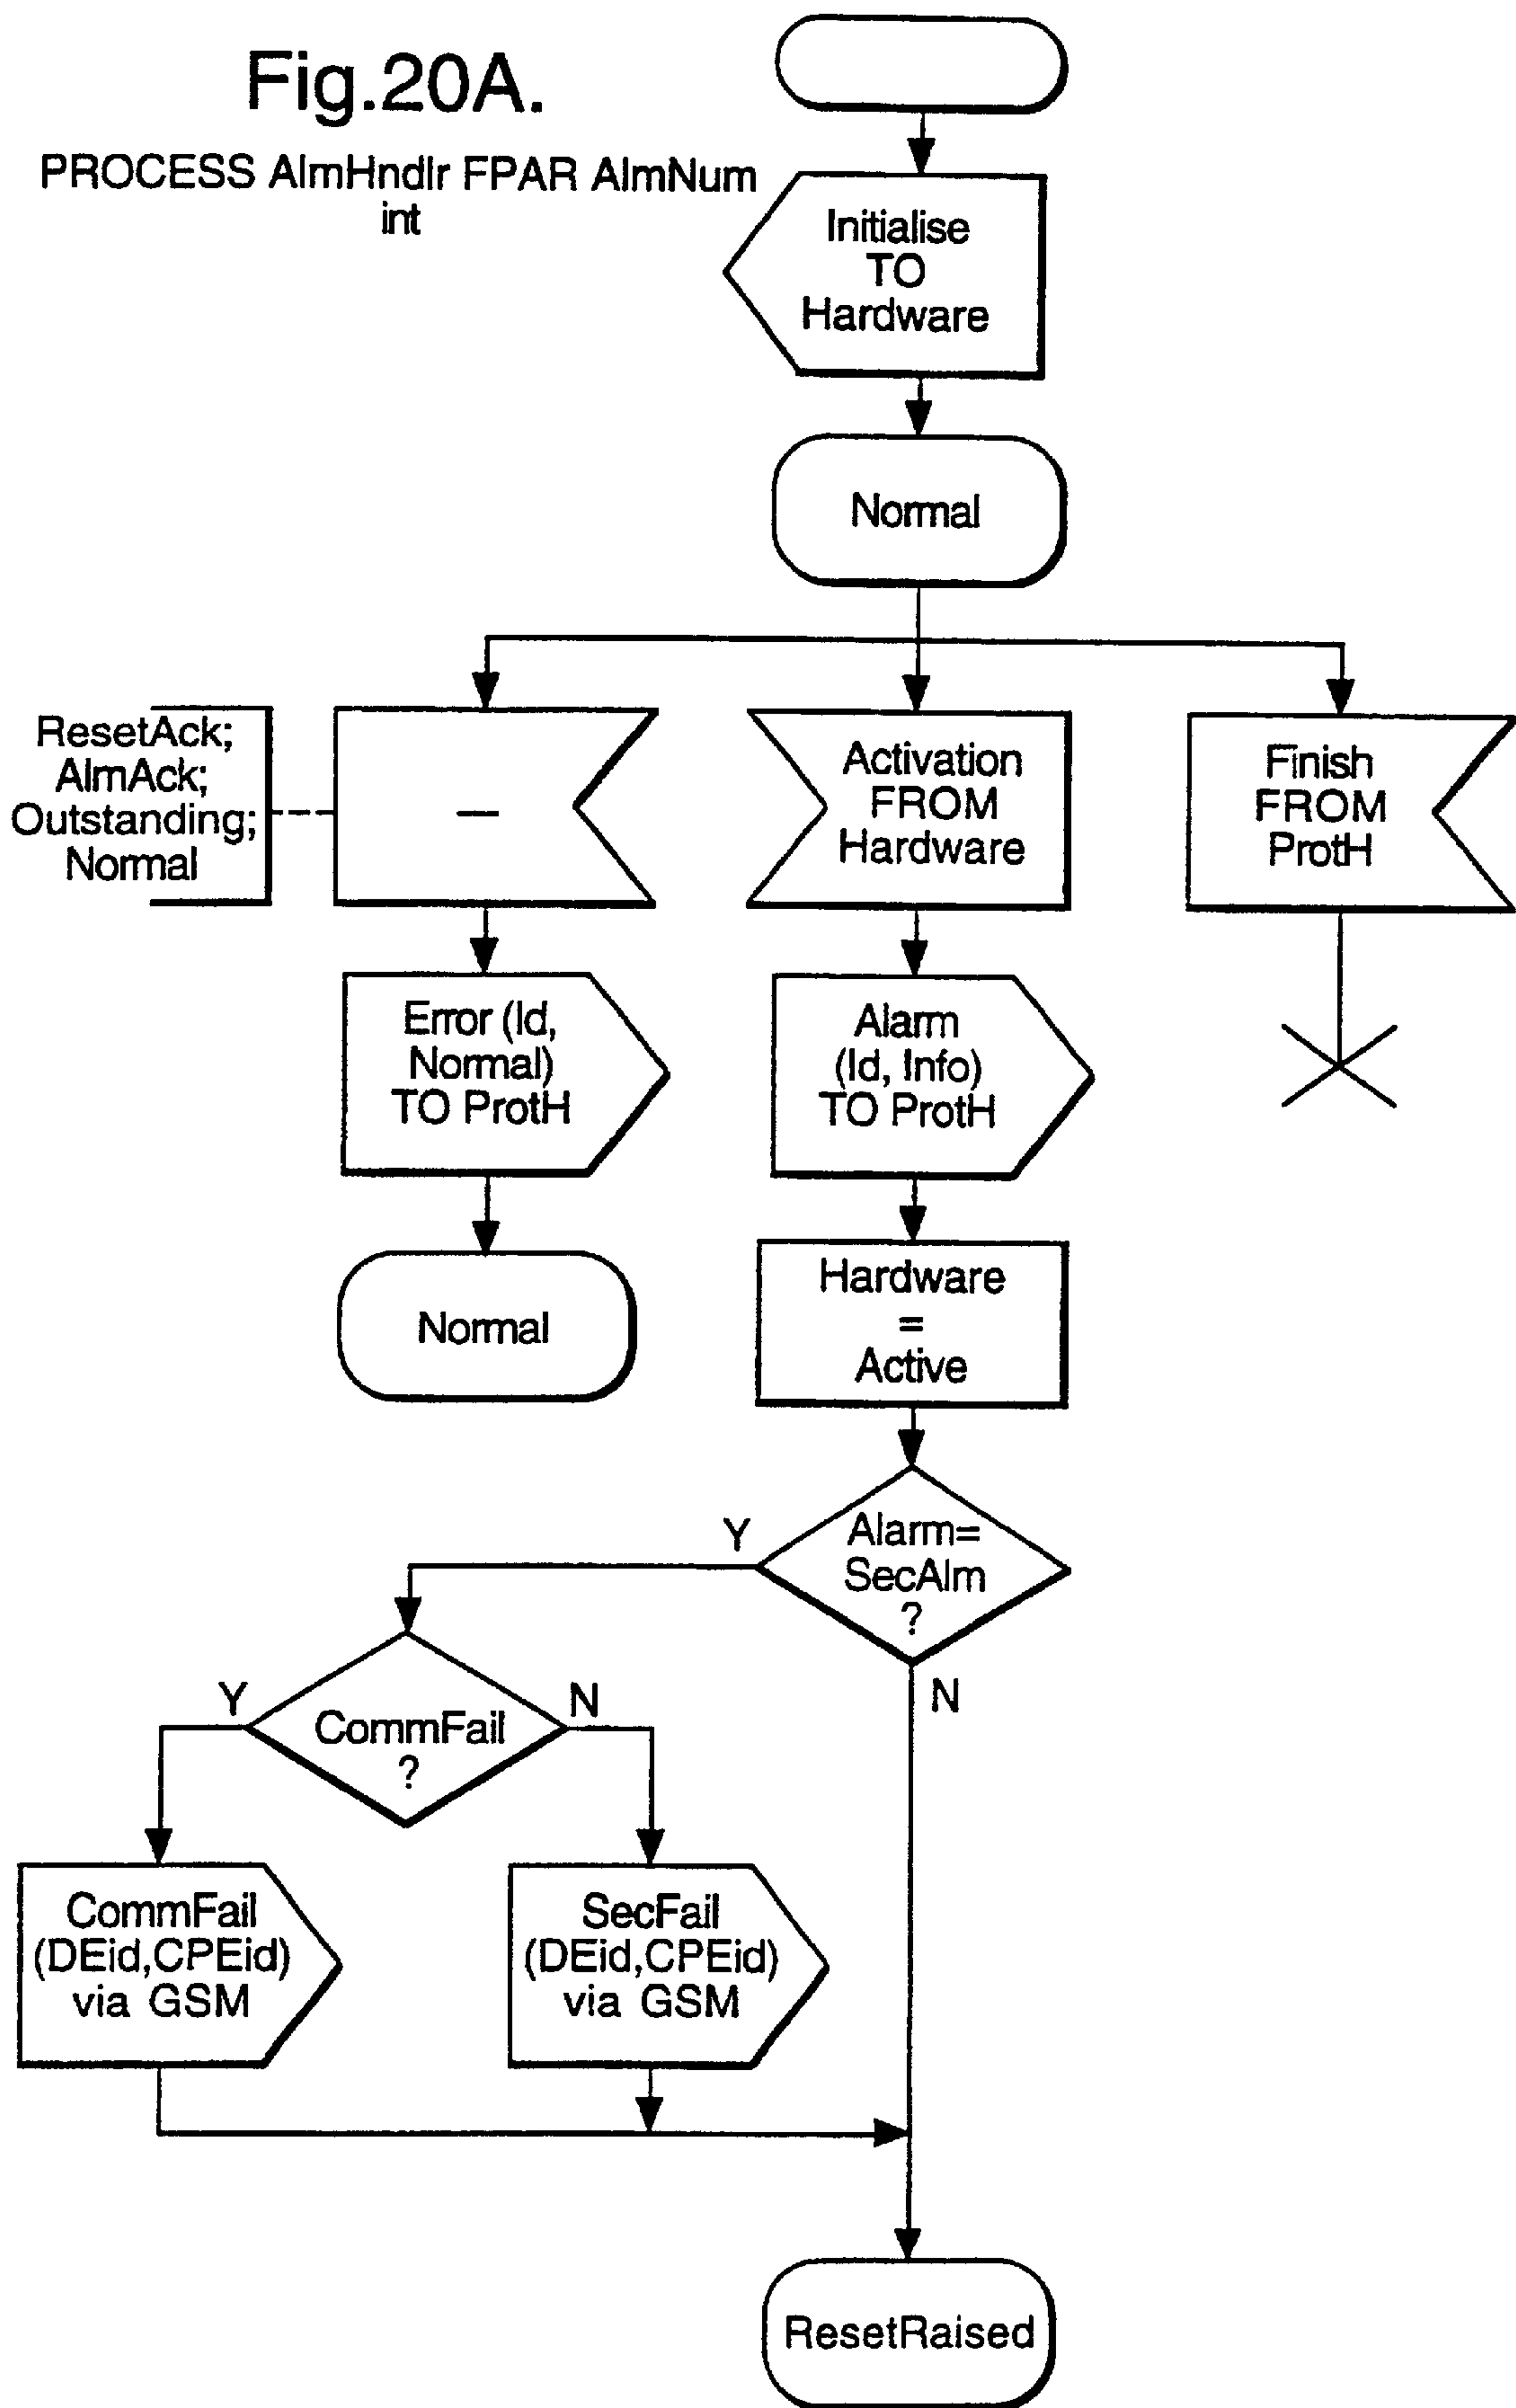 Fig.20A.
PROCESS AlmHndlr FPAR AlmNum
int
Initialise
TO
Hardware
Normal
ResetAck;
AlmAck;
Outstanding;
Normal
—
Activation
FROM
Hardware
Finish
FROM
ProtH
Error (Id,
Normal)
TO ProtH
Alarm
(Id, Info)
TO ProtH
Normal
Hardware
=
Active
Alarm=
SecAlm
?
Y
N
CommFail
?
Y
N
CommFail
(DEid,CPEid)
via GSM
SecFail
(DEid,CPEid)
via GSM
ResetRaised